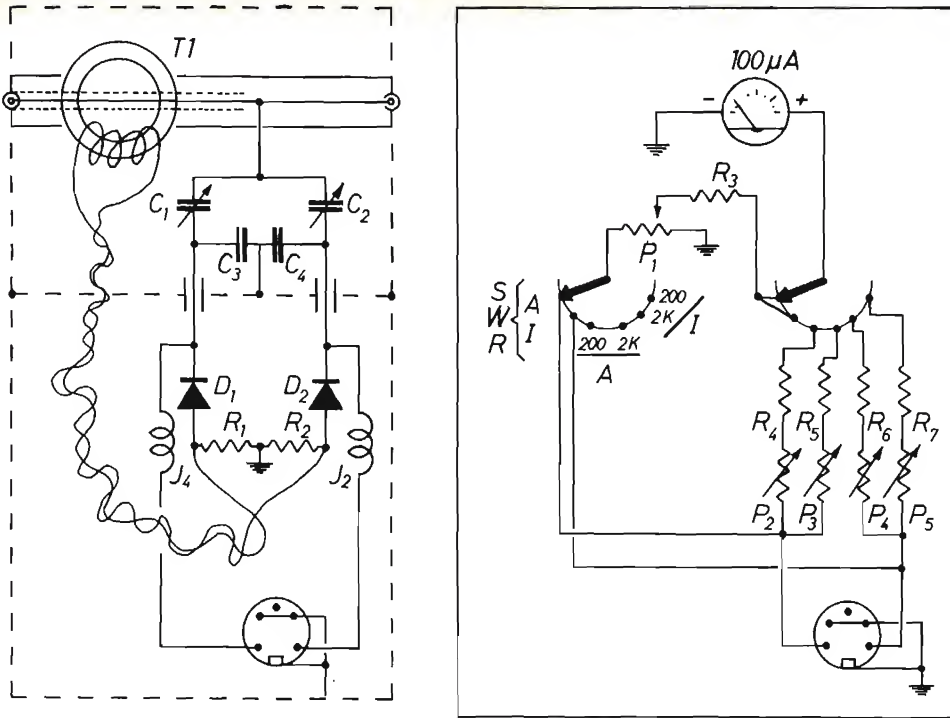 T1
C1
C2
C3
C4
D1
D2
R1
R2
J4
J2
100 µA
- +
R3
P1
S
W
R
A
I
200
2K
I
200 2K
A
R4
R5
R6
R7
P2
P3
P4
P5